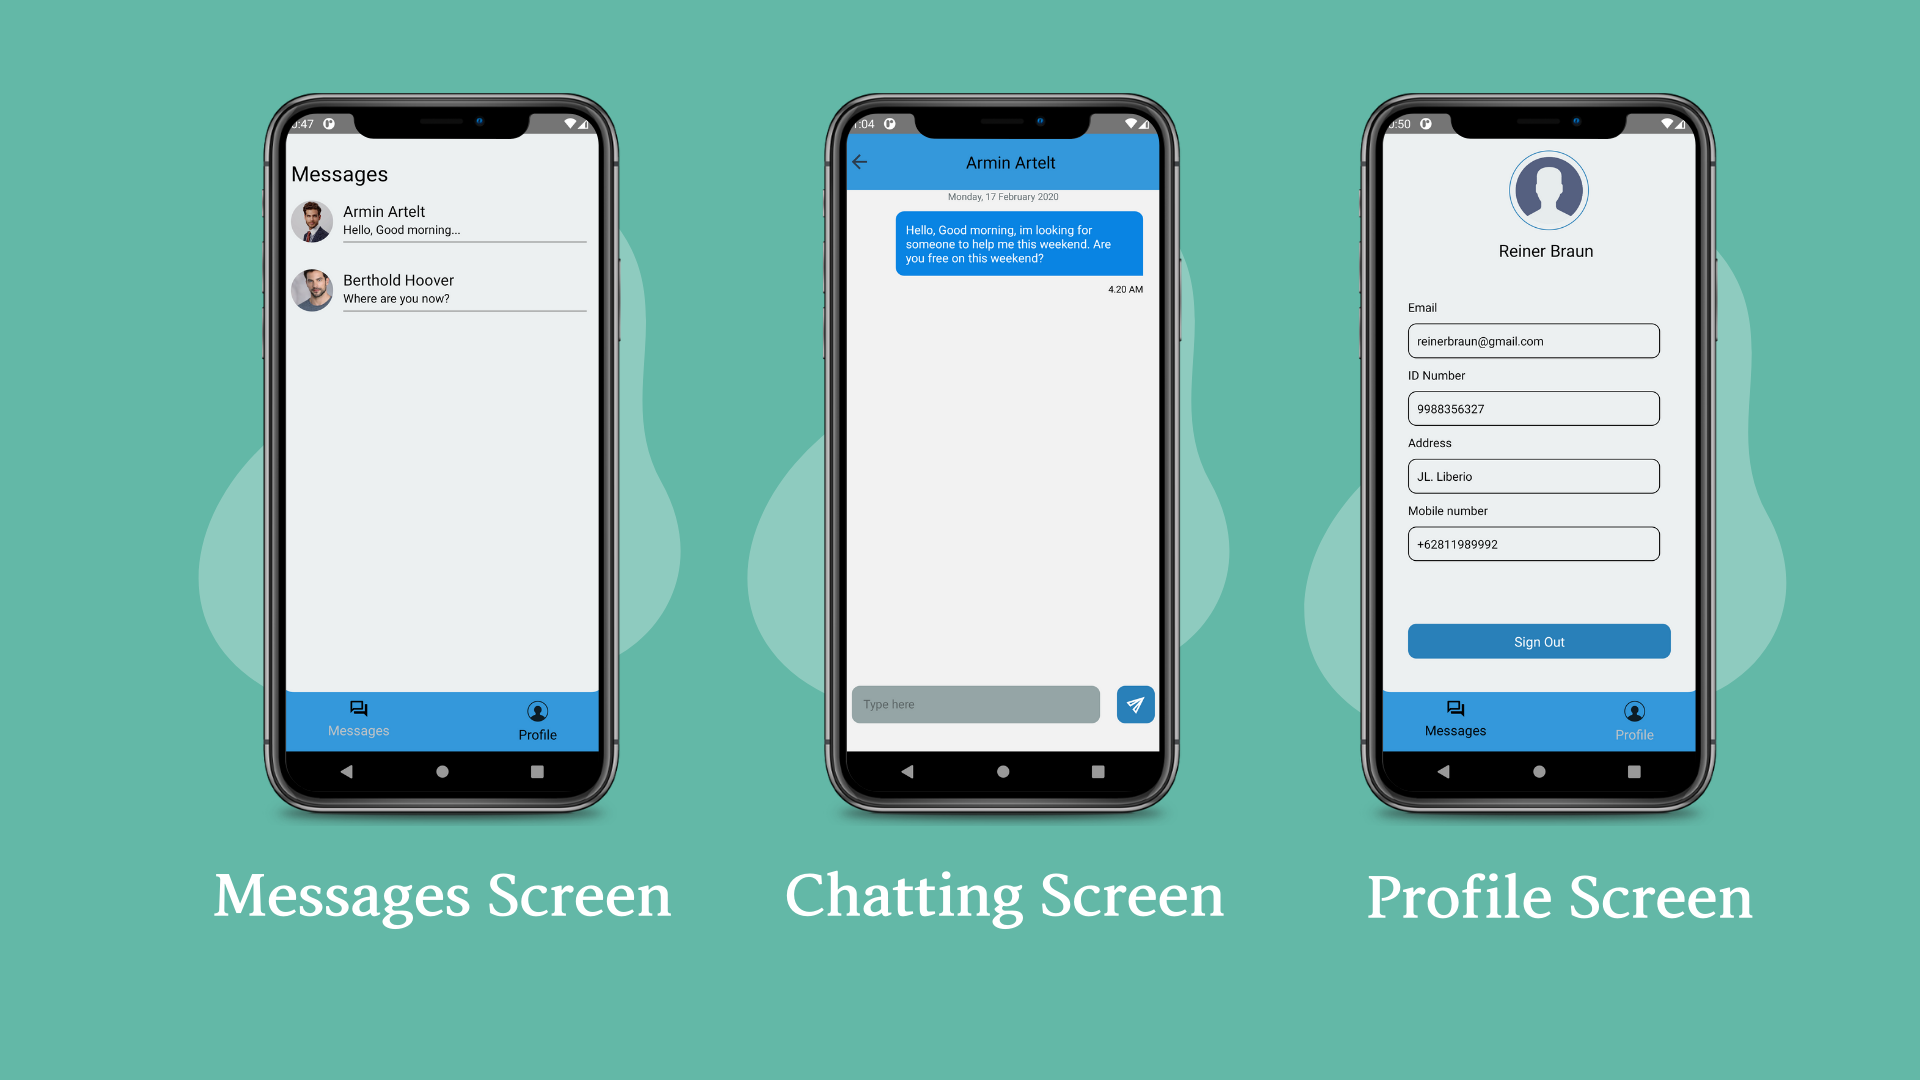 :47
Messages
Armin Artelt
Hello, Good morning...
Berthold Hoover
Where are you now?
Messages
Profile
:04
Armin Artelt
Monday, 17 February 2020
Hello, Good morning, im looking for
someone to help me this weekend. Are
you free on this weekend?
4.20 AM
Type here
:50
Reiner Braun
Email
reinerbraun@gmail.com
ID Number
9988356327
Address
JL. Liberio
Mobile number
+62811989992
Sign Out
Messages
Profile
Messages Screen
Chatting Screen
Profile Screen